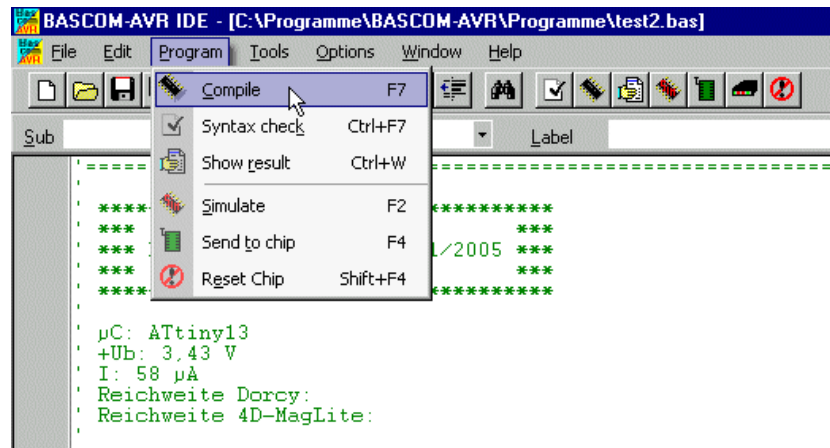 BASCOM-AVR IDE - [C:\Programme\BASCOM-AVR\Programme\test2.bas]
File Edit Program Tools Options Window Help
Compile F7
Syntax check Ctrl+F7
Show result Ctrl+W
Simulate F2
Send to chip F4
Reset Chip Shift+F4
Sub Label
'==================================================
'
' **** **********
' *** ***
' *** 1/2005 ***
' *** ***
' **** **********
'
' µC: ATtiny13
' +Ub: 3,43 V
' I: 58 µA
' Reichweite Dorcy:
' Reichweite 4D-MagLite:
'